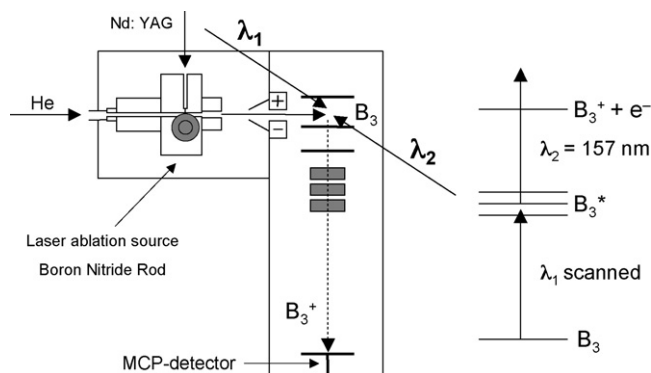 Nd: YAG
λ1
He
+
−
B3
λ2
Laser ablation source
Boron Nitride Rod
B3+
MCP-detector
B3+ + e−
λ2 = 157 nm
B3*
λ1 scanned
B3